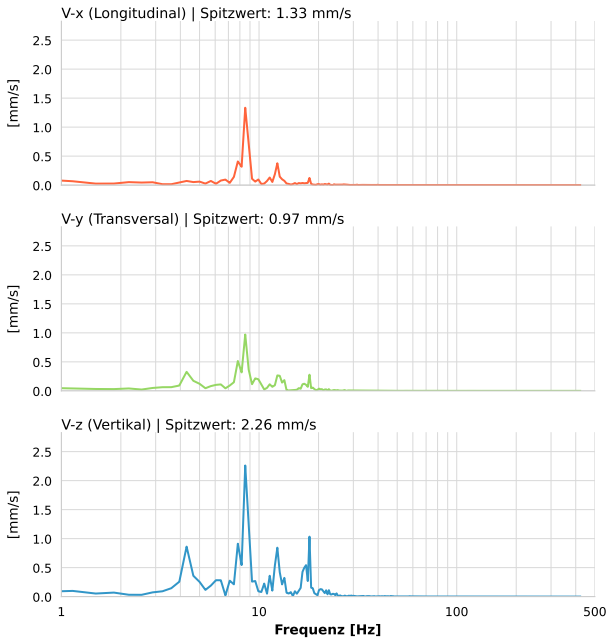 V-x (Longitudinal) | Spitzwert: 1.33 mm/s
2.5
2.0
1.5
1.0
0.5
0.0
[mm/s]
V-y (Transversal) | Spitzwert: 0.97 mm/s
2.5
2.0
1.5
1.0
0.5
0.0
[mm/s]
V-z (Vertikal) | Spitzwert: 2.26 mm/s
2.5
2.0
1.5
1.0
0.5
0.0
[mm/s]
1 10 100 500
Frequenz [Hz]